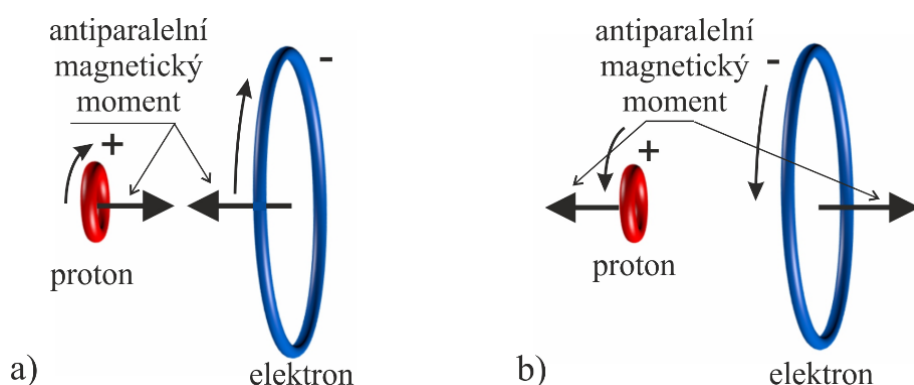 antiparalelní
magnetický
moment
-
+
proton
elektron
a)
antiparalelní
magnetický
moment
-
+
proton
elektron
b)